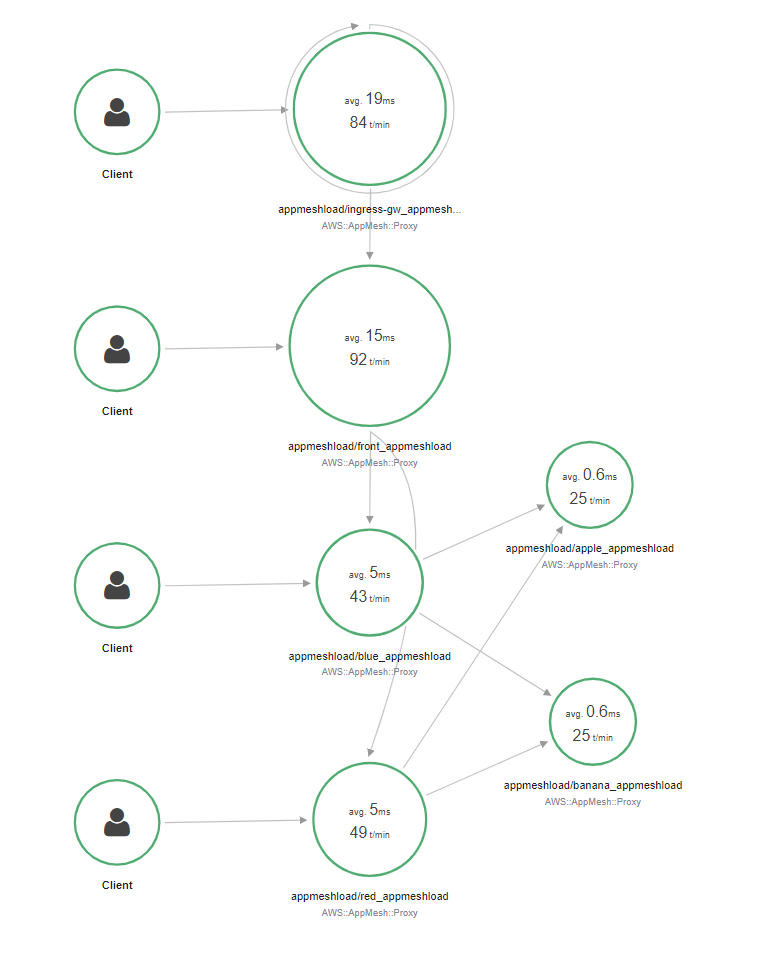 avg. 19ms
84 t/min
Client
appmeshload/ingress-gw_appmesh...
AWS::AppMesh::Proxy
avg. 15ms
92 t/min
Client
appmeshload/front_appmeshload
AWS::AppMesh::Proxy
avg. 0.6ms
25 t/min
appmeshload/apple_appmeshload
AWS::AppMesh::Proxy
avg. 5ms
43 t/min
Client
appmeshload/blue_appmeshload
AWS::AppMesh::Proxy
avg. 0.6ms
25 t/min
appmeshload/banana_appmeshload
AWS::AppMesh::Proxy
avg. 5ms
49 t/min
Client
appmeshload/red_appmeshload
AWS::AppMesh::Proxy